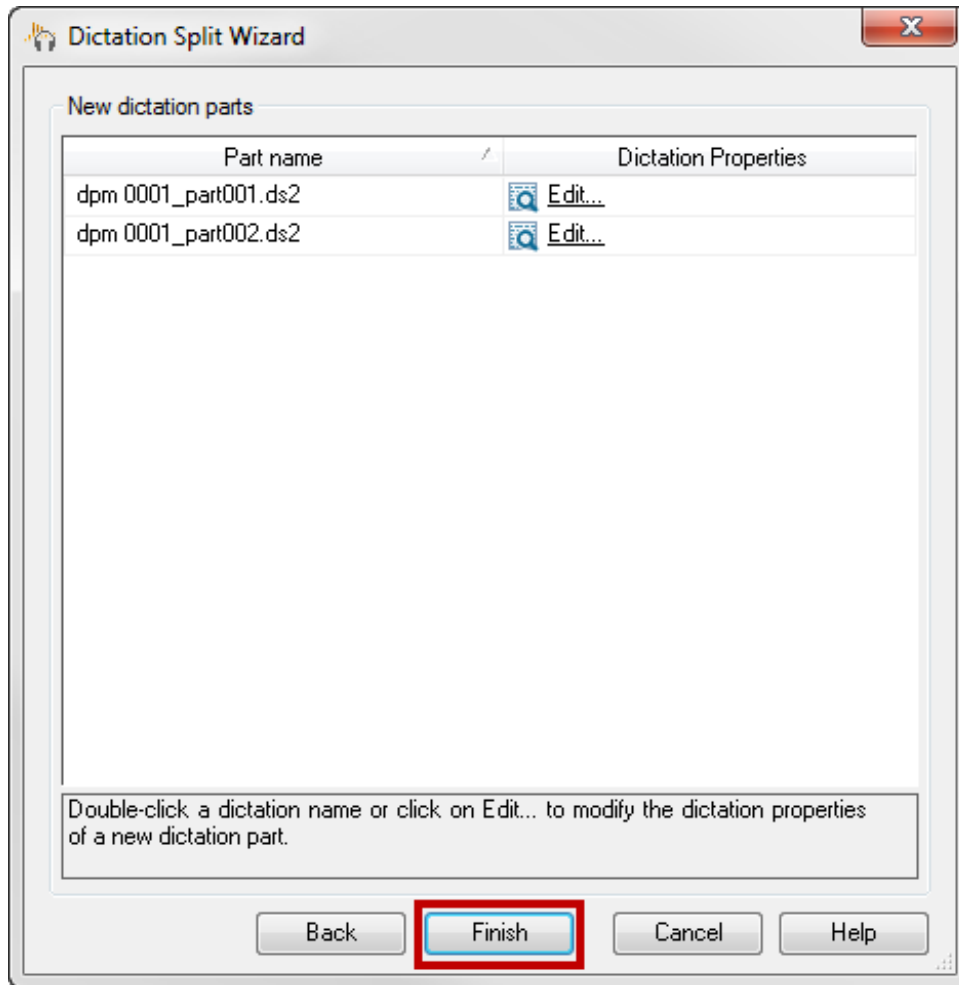 Dictation Split Wizard
New dictation parts
Part name Dictation Properties
dpm 0001_part001.ds2 Edit...
dpm 0001_part002.ds2 Edit...
Double-click a dictation name or click on Edit... to modify the dictation properties
of a new dictation part.
Back Finish Cancel Help